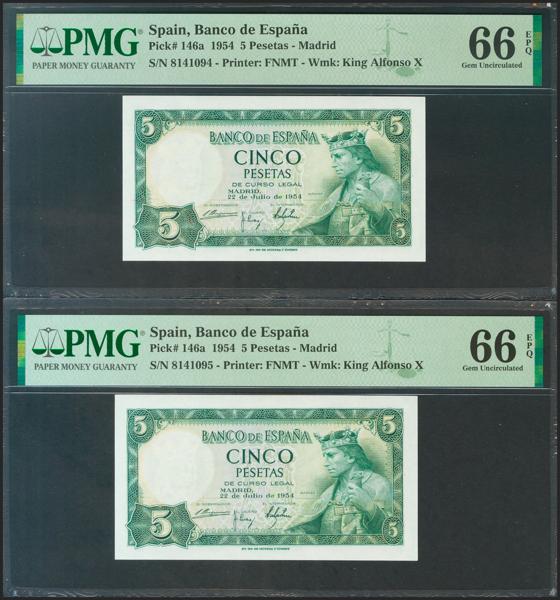 PMG
PAPER MONEY GUARANTY
Spain, Banco de España
Pick# 146a 1954 5 Pesetas - Madrid
S/N 8141094 - Printer: FNMT - Wmk: King Alfonso X
66 EPQ
Gem Uncirculated
5
5
BANCO DE ESPAÑA
CINCO
PESETAS
DE CURSO LEGAL
MADRID,
22 de Julio de 1954
5
5
PMG
PAPER MONEY GUARANTY
Spain, Banco de España
Pick# 146a 1954 5 Pesetas - Madrid
S/N 8141095 - Printer: FNMT - Wmk: King Alfonso X
66 EPQ
Gem Uncirculated
5
5
BANCO DE ESPAÑA
CINCO
PESETAS
DE CURSO LEGAL
MADRID,
22 de Julio de 1954
5
5